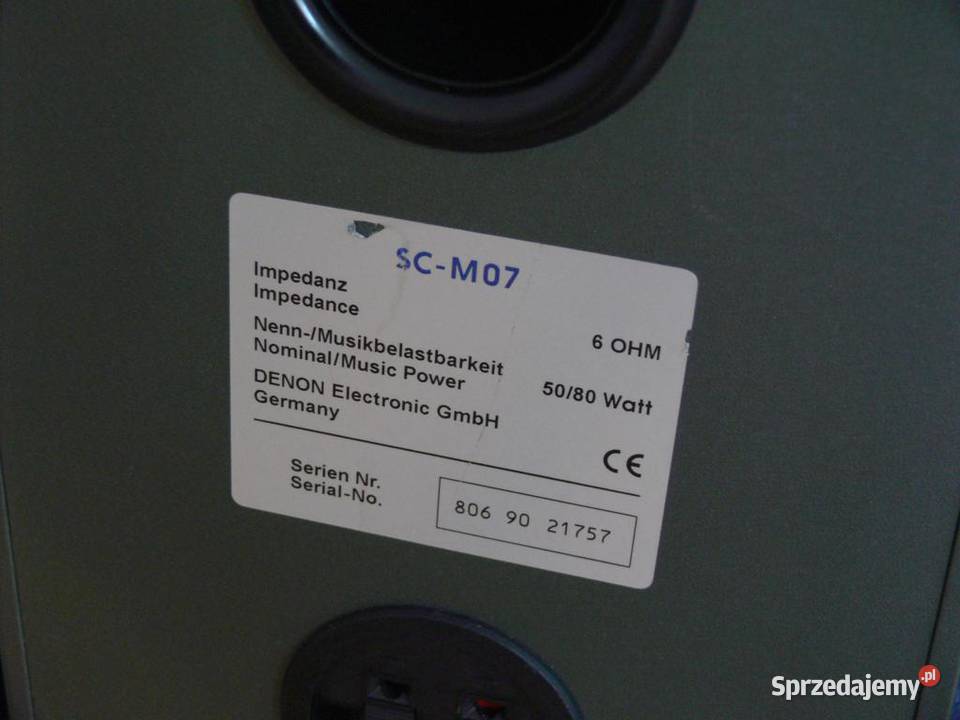 SC-M07
Impedanz
Impedance
6 OHM
Nenn-/Musikbelastbarkeit
Nominal/Music Power
50/80 Watt
DENON Electronic GmbH
Germany
CE
Serien Nr.
Serial-No.
806 90 21757
Sprzedajemy.pl